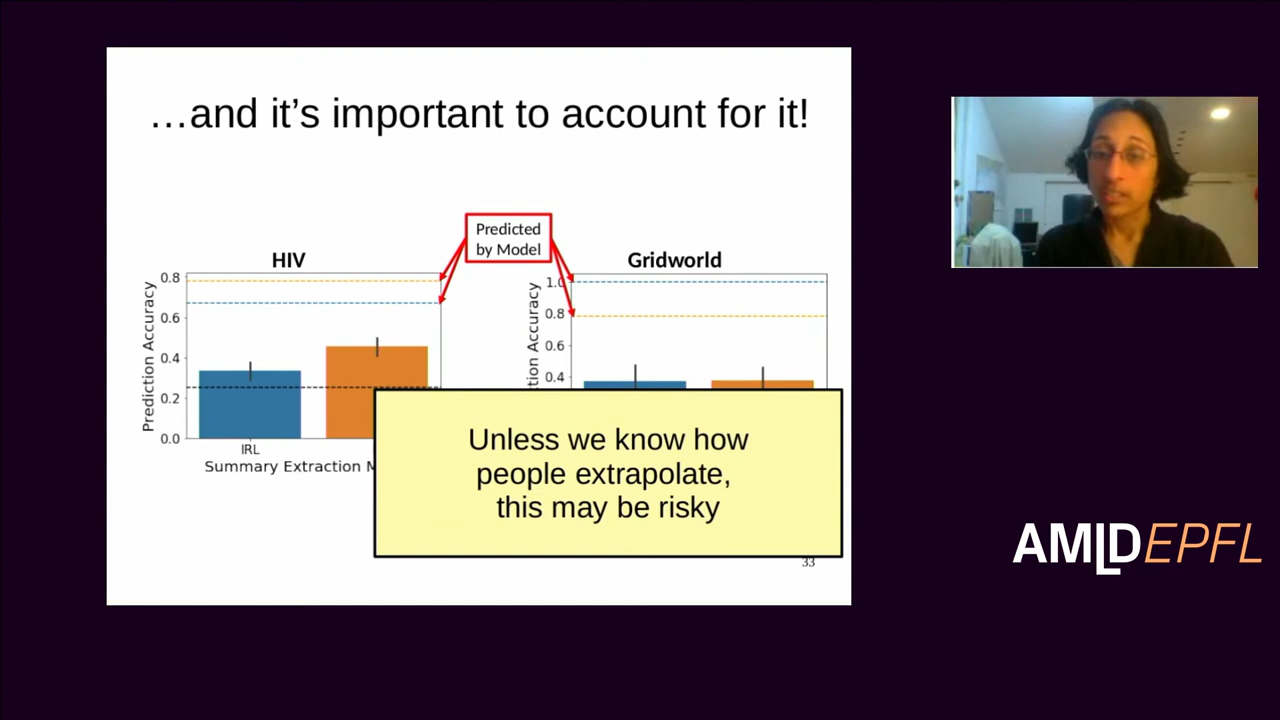 …and it's important to account for it!
Predicted
by Model
HIV
Gridworld
Prediction Accuracy
0.8
0.6
0.4
0.2
0.0
IRL
Summary Extraction M
tion Accuracy
1.0
0.8
0.6
0.4
Unless we know how
people extrapolate,
this may be risky
33
AMLDEPFL